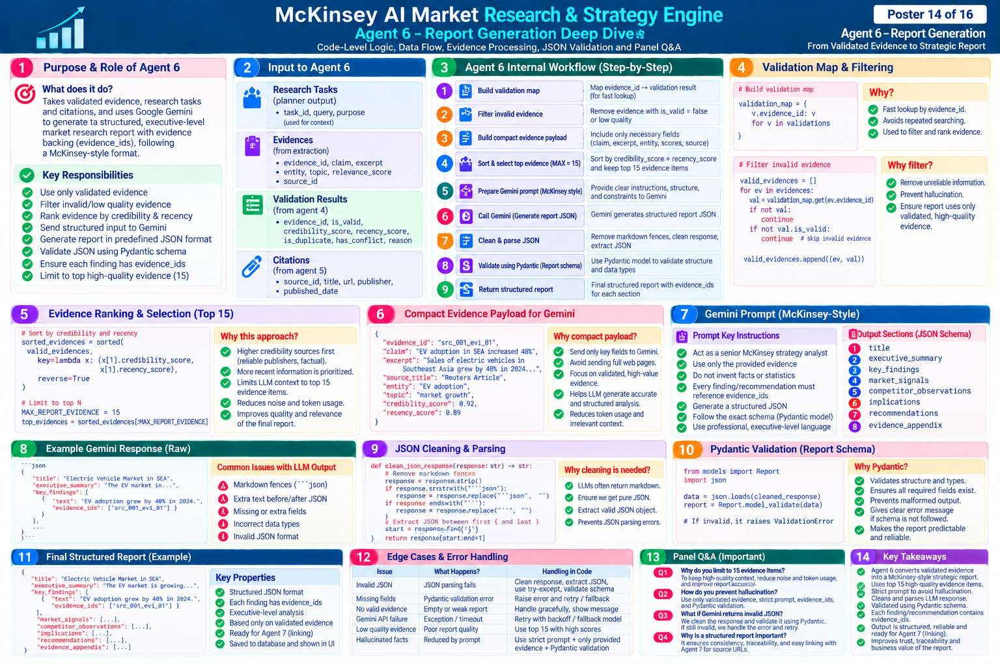 McKinsey AI Market Research & Strategy Engine
Agent 6 – Report Generation Deep Dive
Code-Level Logic, Data Flow, Evidence Processing, JSON Validation and Panel Q&A
Poster 14 of 16
Agent 6 – Report Generation
From Validated Evidence to Strategic Report
1 Purpose & Role of Agent 6
What does it do?
Takes validated evidence, research tasks
and citations, and uses Google Gemini
to generate ta structured, executive-level
market research report with evidence
backing (evidence_ids), following
a McKinsey-style format.
Key Responsibilities
Use only validated evidence
Filter invalid/low quality evidence
Rank evidence by credibility & recency
Send structured input to Gemini
Generate report in predefined JSON format
Validate JSON using Pydantic schema
Ensure each finding has evidence_ids
Limit to top high-quality evidence (15)
2 Input to Agent 6
Research Tasks
(planner output)
• task_id, query, purpose
(used for context)
Evidences
(from extraction)
• evidence_id, claim, excerpt
• entity, topic, relevance_score
• source_id
Validation Results
(from agent 4)
• evidence_id, is_valid,
credibility_score, recency_score,
is_duplicate, has_conflict, reason
Citations
(from agent 5)
• source_id, title, url, publisher,
• published_date
3 Agent 6 Internal Workflow (Step-by-Step)
1 Build validation map
Map evidence_id → validation result
(for fast lookup)
2 Filter invalid evidence
Remove evidence with is_valid = false
or low quality
3 Build compact evidence payload
Include only necessary fields
(claim, excerpt, entity, scores, source)
4 Sort & select top evidence (MAX = 15)
Sort by credibility_score + recency_score
and keep top 15 evidence items
5 Prepare Gemini prompt (McKinsey style)
Provide clear instructions, structure,
and constraints to Gemini
6 Call Gemini (Generate report JSON)
Gemini generates structured report JSON
7 Clean & parse JSON
Remove markdown fences, clean response,
extract JSON
8 Validate using Pydantic (Report schema)
Use Pydantic model to validate structure
and data types
9 Return structured report
Final structured report with evidence_ids
for each section
4 Validation Map & Filtering
# Build validation map
validation_map = {
v.evidence_id: v
for v in validations
}
Why?
Fast lookup by evidence_id.
Avoids repeated searching.
Used to filter and rank evidence.
# Filter invalid evidence
valid_evidences = []
for ev in evidences:
val = validation_map.get(ev.evidence_id)
if not val:
continue
if not val.is_valid:
continue # skip invalid evidence
valid_evidences.append((ev, val))
Why filter?
Remove unreliable information.
Prevent hallucination.
Ensure report uses only
validated, high-quality
evidence.
5 Evidence Ranking & Selection (Top 15)
# Sort by credibility and recency
sorted_evidences = sorted(
valid_evidences,
key=lambda x: (x[1].credibility_score,
x[1].recency_score),
reverse=True
)
# Limit to top N
MAX_REPORT_EVIDENCE = 15
top_evidences = sorted_evidences[:MAX_REPORT_EVIDENCE]
Why this approach?
Higher credibility sources first
(reliable publishers, factual).
More recent information is prioritized.
Limits LLM context to top 15
evidence items.
Reduces noise and token usage.
Improves quality and relevance
of the final report.
6 Compact Evidence Payload for Gemini
{
"evidence_id": "src_001_evi_01",
"claim": "EV adoption in SEA increased 40%",
"excerpt": "Sales of electric vehicles in
Southeast Asia grew by 40% in 2024...",
"source_title": "Reuters Article",
"entity": "EV adoption",
"topic": "market growth",
"crediblity_score": 0.92,
"recency_score": 0.89
}
Why compact payload?
Send only key fields to Gemini.
Avoid sending full web pages.
Focus on validated, high-value
evidence.
Helps LLM generate accurate
and structured analysis.
Reduces token usage and
irrelevant context.
7 Gemini Prompt (McKinsey-Style)
Prompt Key Instructions
Act as a senior McKinsey strategy analyst
Use only the provided evidence
Do not invent facts or statistics
Every finding/recommendation must
reference evidence_ids
Generate a structured JSON
Follow the exact schema (Pydantic model)
Use professional, executive-level language
Output Sections (JSON Schema)
1 title
2 executive_summary
3 key_findings
4 market_signals
5 competitor_observations
6 implications
7 recommendations
8 evidence_appendix
8 Example Gemini Response (Raw)
```json
{
"title": "Electric Vehicle Market in SEA",
"executive_summary": "The EV market in...",
"key_findings": [
{ "text": "EV adoption grew by 40% in 2024.",
"evidence_ids": ["src_001_evi_01"] }
}
],
...
}
}```
Common Issues with LLM Output
Markdown fences (```json)
Extra text before/after JSON
Missing or extra fields
Incorrect data types
Invalid JSON format
9 JSON Cleaning & Parsing
def clean_json_response(response: str) -> str:
# Remove markdown fences
response = response.strip()
if response.srtrstwith("```json"):
response = response.replace("``json", "")
if response endswith("```):
response = response.replace("``", "")
}
# Extract JSON between first { and last }
start = response-find('{')
} return response[start:end+1]
Why cleaning is needed?
LLMs often return markdown.
Ensure we get pure JSON.
Extract valid JSON object.
Prevents JSON parsing errors.
10 Pydantic Validation (Report Schema)
from models import Report
import json
data = json.loads(cleaned_response)
report = Report.model_validate(data)
# If invalid, it raises ValidationError
Why Pydantic?
Validates structure and types.
Ensures all required fields exist.
Prevents malformed output.
Gives clear error message
if schema is not followed.
Makes the report predictable
and reliable.
11 Final Structured Report (Example)
{
"title": "Electric Vehicle Market in SEA",
"executive_summary": "The EV market is growing...",
"key_findings": [
{ "text": "EV adoption grew by 40% in 2024.",
"evidence_ids": ["src_001_evi_01"] }
],
"market_signals": [...],
"competitor_observations": [...],
"implications": [...],
"recommendations": [...],
"evidence_appendix": [...]
}
Key Properties
Structured JSON format
Each finding has evidence_ids
Executive-level analysis
Based only on validated evidence
Ready for Agent 7 (linking)
Saved to database and shown in UI
12 Edge Cases & Error Handling
Issue What Happens? Handling in Code
Invalid JSON JSON parsing fails Clean response, extract JSON,
use try-except, validate schema
Missing fields Pydantic validation error Raise error and retry / fallback
No valid evidence Empty or weak report Handle gracefully, show message
Gemini API failure Exception / timeout Retry with backoff / fallback model
Low quality evidence Poor report quality Use top 15 with high scores
Hallucinated facts Reduced by prompt Use strict prompt + only provided
evidence + Pydantic validation
13 Panel Q&A (Important)
Q1 Why do you limit to 15 evidence items?
To keep high-quality context, reduce noise and token usage,
and improve report accuracy.
Q2 How do you prevent hallucination?
Use only validated evidence, strict prompt, evidence_ids,
and Pydantic validation.
Q3 What if Gemini returns invalid JSON?
We clean the response and validate it using Pydantic.
If still invalid, we handle the error and retry.
Q4 Why is a structured report important?
It ensures consistency, traceability, and easy linking with
Agent 7 for source URLs.
14 Key Takeaways
Agent 6 converts validated evidence
into a McKinsey-style strategic report.
Uses top 15 high-quality evidence items.
Strict prompt to avoid hallucination.
Cleans and parses LLM response.
Validated using Pydantic schema.
Each finding/recommendation contains
evidence_ids.
Output is structured, reliable and
ready for Agent 7 (linking).
Improves trust, traceability and
business value of the report.